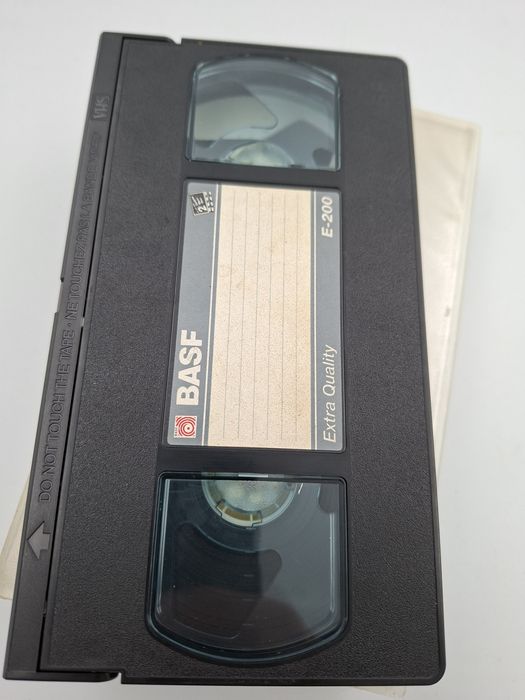 BASF
Extra Quality
E-200
VHS
DO NOT TOUCH THE TAPE • NE TOUCHEZ PAS LA BANDE VIDEO